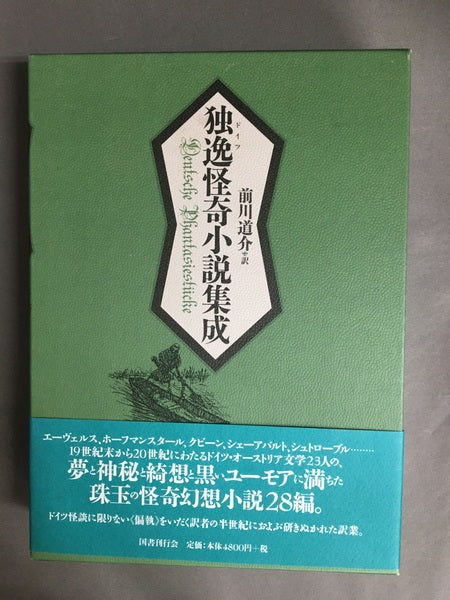 独逸怪奇小説集成
ドイツ
Deutsche Phantasiestücke
前川道介=訳
エーヴェルス,ホーフマンスタール,クビーン,シェーアバルト,シュトローブル………
19世紀末から20世紀にわたるドイツ・オーストリア文学23人の、
夢と神秘と綺想と黒いユーモアに満ちた
珠玉の怪奇幻想小説28編。
ドイツ怪談に限りない〈偏執〉をいだく訳者の半世紀におよぶ研きぬかれた訳業。
国書刊行会 定価:本体4800円+税